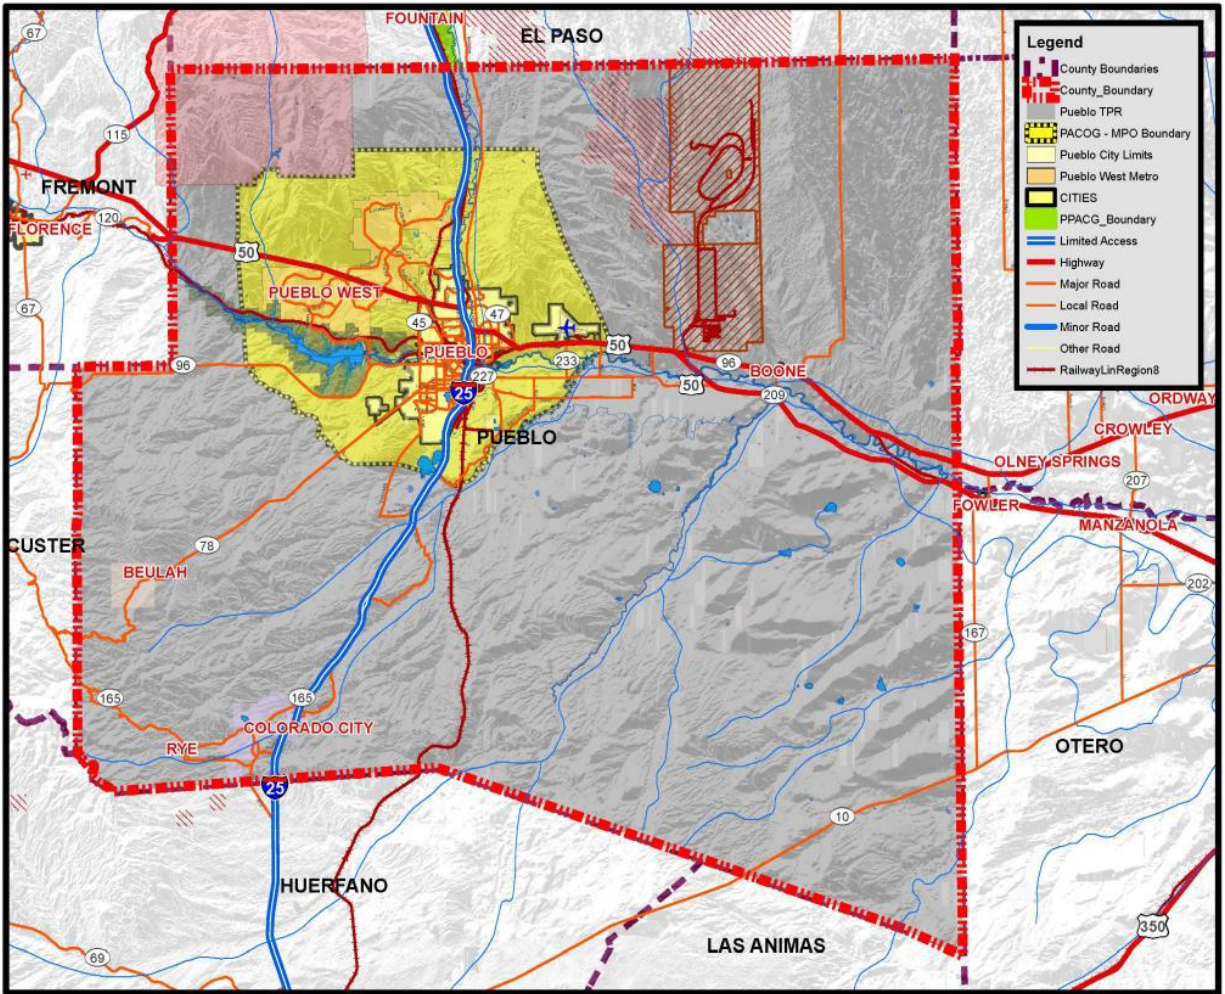 FOUNTAIN
EL PASO
67
115
FREMONT
FLORENCE
120
50
PUEBLO WEST
67
45
47
PUEBLO
233
50
96
227
96
BOONE
50
209
25
PUEBLO
ORDWAY
CROWLEY
OLNEY SPRINGS
207
FOWLER
MANZANOLA
CUSTER
78
BEULAH
202
167
165
165
COLORADO CITY
RYE
OTERO
25
10
HUERFANO
LAS ANIMAS
350
69
Legend
County Boundaries
County_Boundary
Pueblo TPR
PACOG - MPO Boundary
Pueblo City Limits
Pueblo West Metro
CITIES
PPACG_Boundary
Limited Access
Highway
Major Road
Local Road
Minor Road
Other Road
RailwayLinRegion8